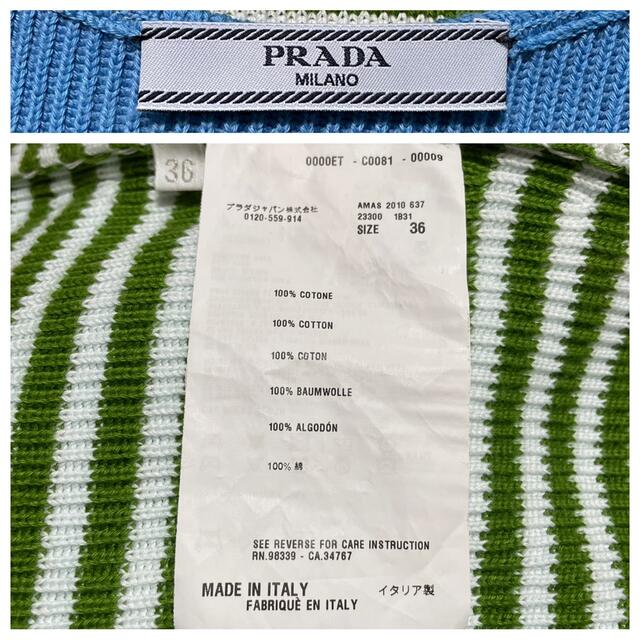 PRADA
MILANO
36
0000ET - C0081 - 00009
プラダジャパン株式会社
0120-559-914
AMAS 2010 637
23300 1B31
SIZE 36
100% COTONE
100% COTTON
100% COTON
100% BAUMWOLLE
100% ALGODÓN
100% 綿
SEE REVERSE FOR CARE INSTRUCTION
RN.98339 - CA.34767
MADE IN ITALY イタリア製
FABRIQUÈ EN ITALY